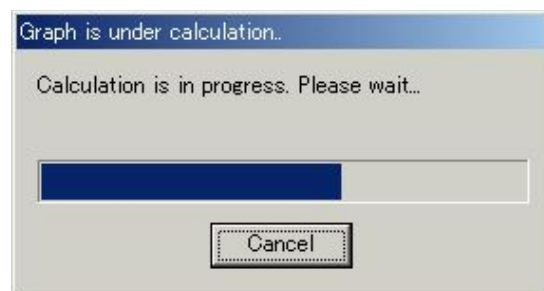 Graph is under calculation..
Calculation is in progress. Please wait...
Cancel